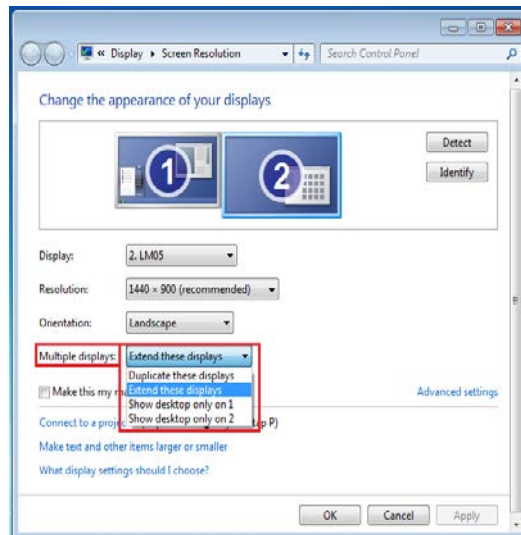 « Display ▸ Screen Resolution
Search Control Panel
Change the appearance of your displays
1
2
Detect
Identify
Display: 2. LM05
Resolution: 1440 × 900 (recommended)
Orientation: Landscape
Multiple displays: Extend these displays
Duplicate these displays
Extend these displays
Show desktop only on 1
Show desktop only on 2
Make this my
Advanced settings
Connect to a
P)
Make text and other items larger or smaller
What display settings should I choose?
OK
Cancel
Apply